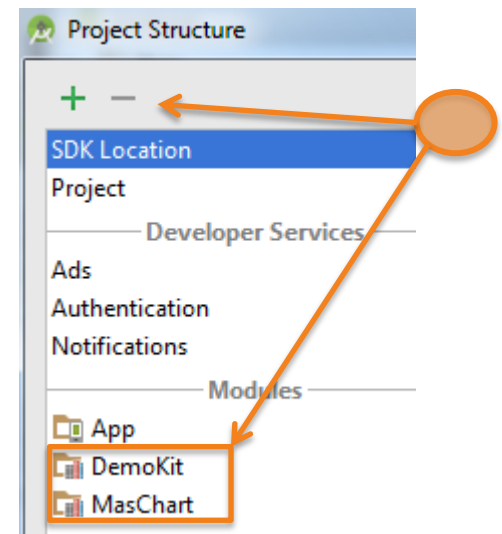 Project Structure
SDK Location
Project
Developer Services
Ads
Authentication
Notifications
Modules
App
DemoKit
MasChart